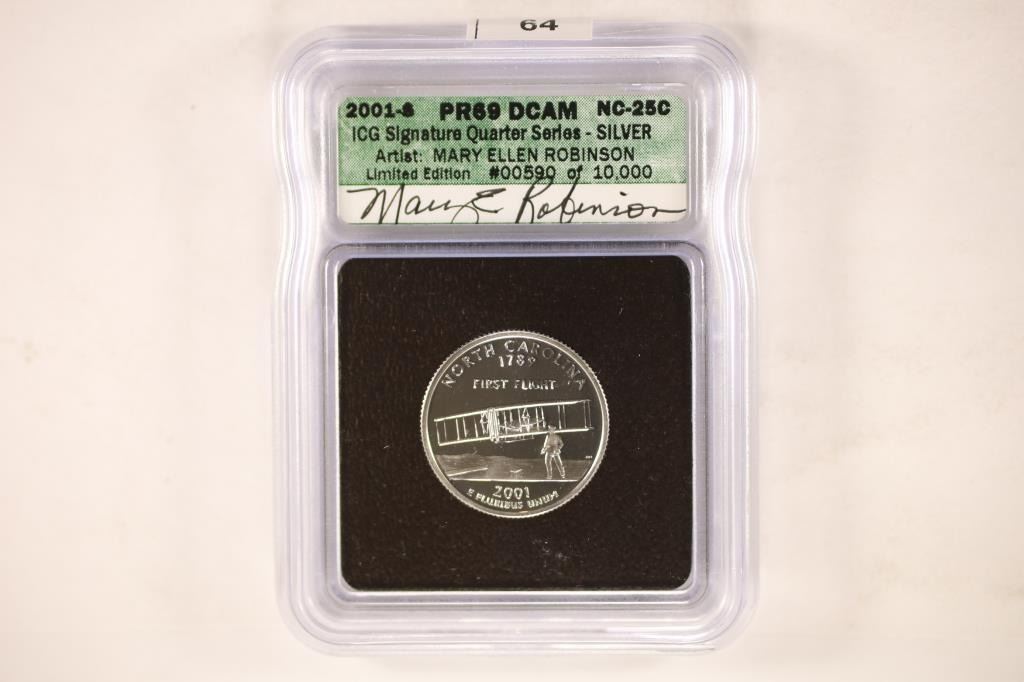 64
2001-S PR69 DCAM NC-25C
ICG Signature Quarter Series - SILVER
Artist: MARY ELLEN ROBINSON
Limited Edition #00590 of 10,000
Mary E Robinson
NORTH CAROLINA
1789
FIRST FLIGHT
2001
E PLURIBUS UNUM